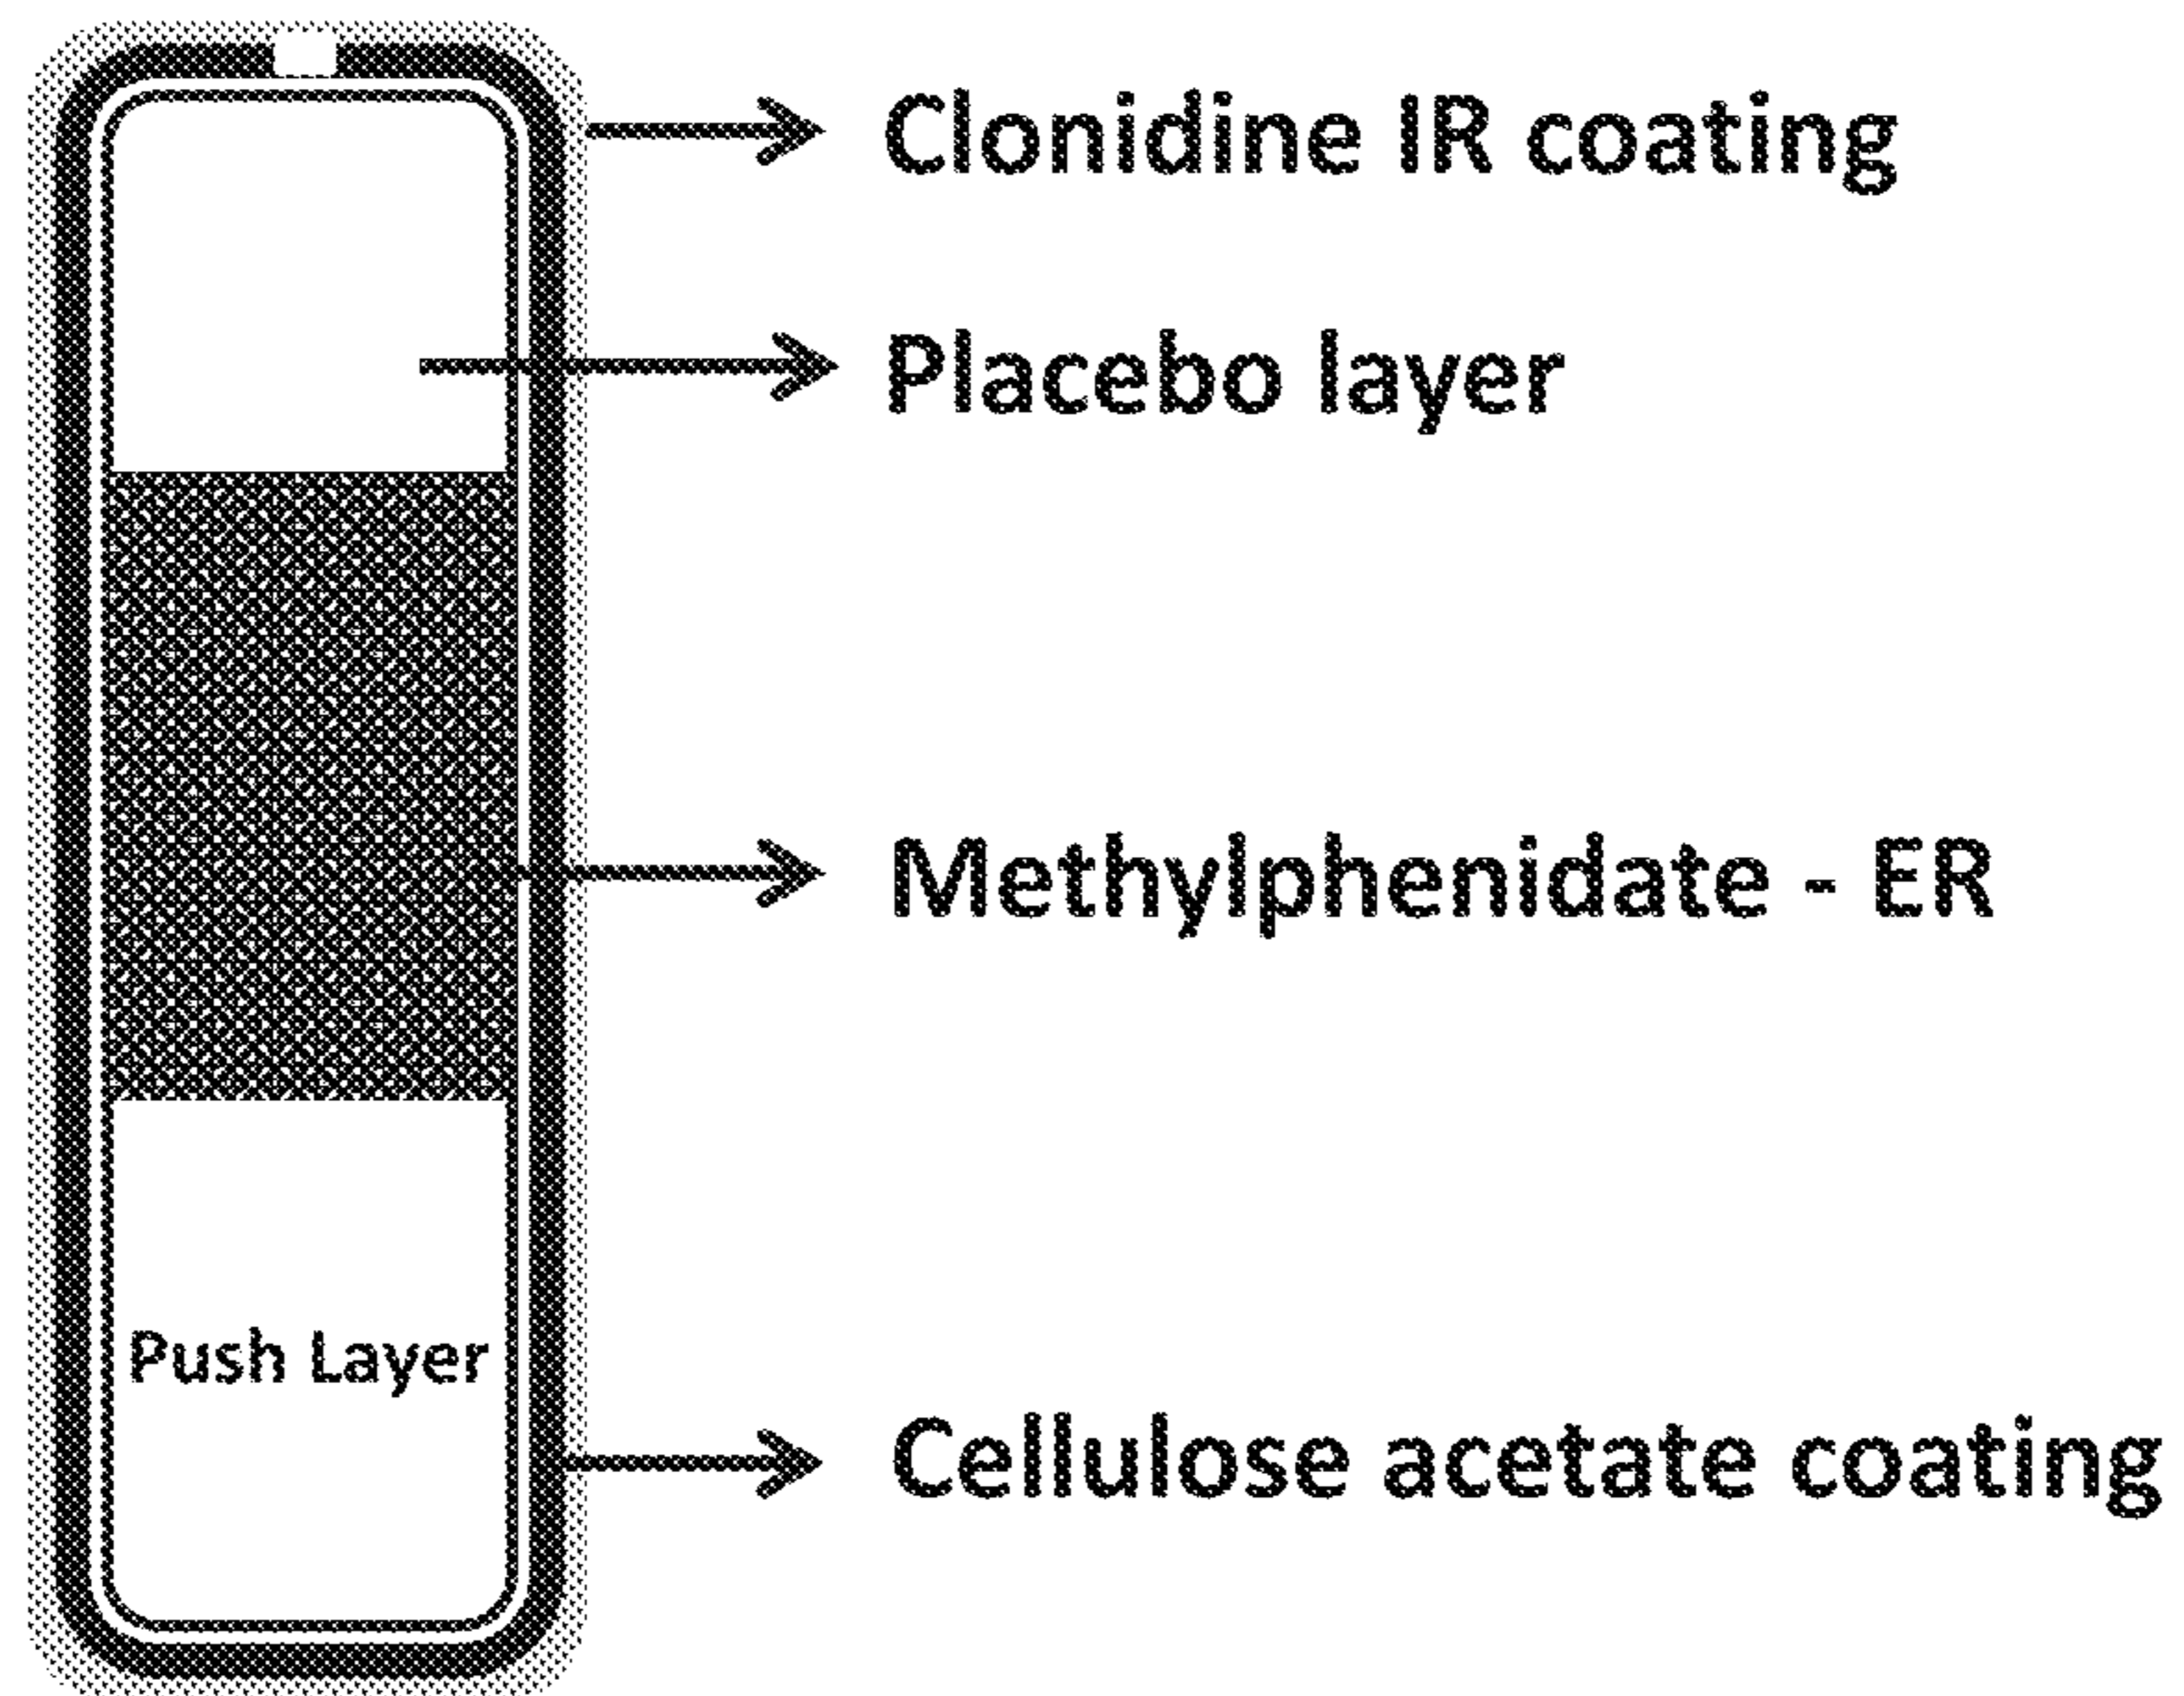 Clonidine IR coating
Placebo layer
Methylphenidate - ER
Push Layer
Cellulose acetate coating